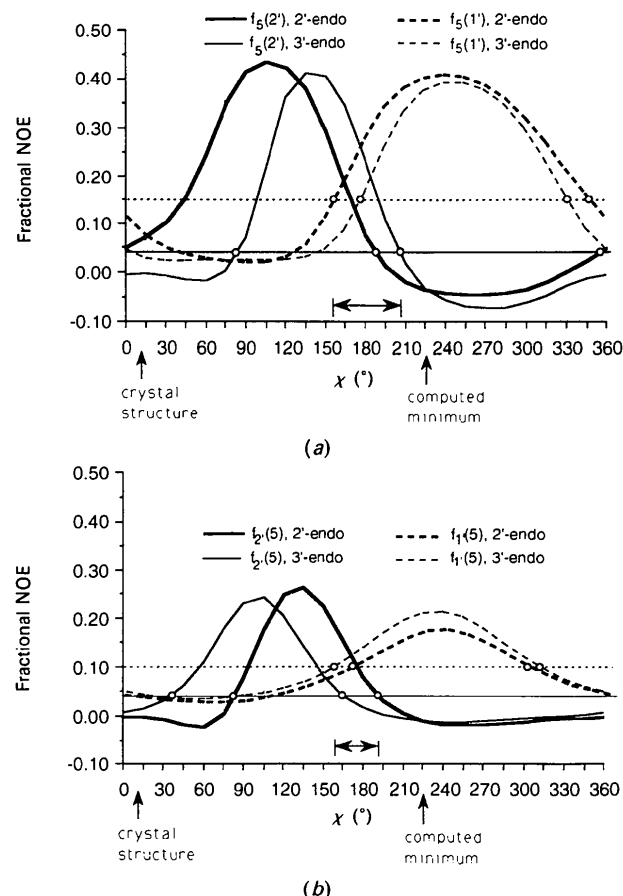 f5(2'), 2'-endo f5(1'), 2'-endo
f5(2'), 3'-endo f5(1'), 3'-endo
Fractional NOE
0.50
0.40
0.30
0.20
0.10
0.00
-0.10
0 30 60 90 120 150 180 210 240 270 300 330 360
χ (°)
crystal
structure
computed
minimum
(a)
f2'(5), 2'-endo f1'(5), 2'-endo
f2'(5), 3'-endo f1'(5), 3'-endo
Fractional NOE
0.50
0.40
0.30
0.20
0.10
0.00
-0.10
0 30 60 90 120 150 180 210 240 270 300 330 360
χ (°)
crystal
structure
computed
minimum
(b)